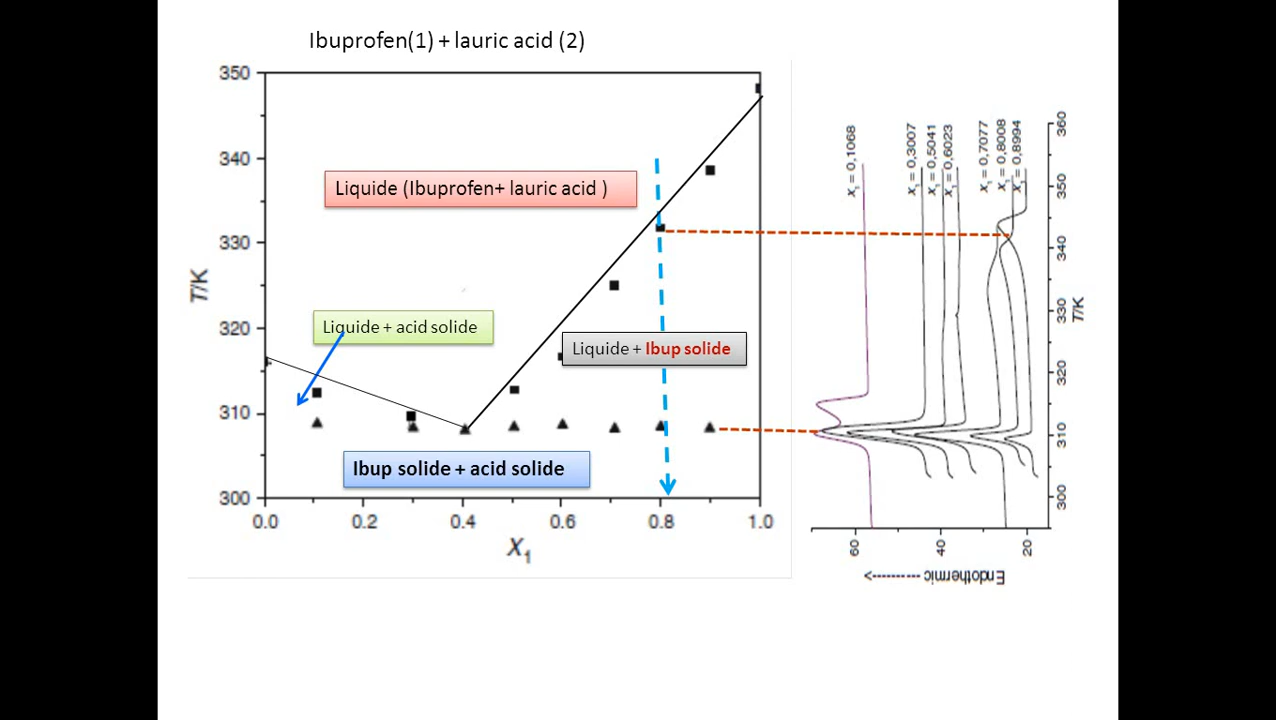 Ibuprofen(1) + lauric acid (2)
350
340
330
320
310
300
T/K
Liquide (Ibuprofen+ lauric acid )
Liquide + acid solide
Liquide + Ibup solide
Ibup solide + acid solide
0.0 0.2 0.4 0.6 0.8 1.0
X1
x1 = 0,1068
x1 = 0,3007
x1 = 0,5041
x1 = 0,6023
x1 = 0,7077
x1 = 0,8008
x1 = 0,8994
360
350
340
330
320
310
300
T/K
60 40 20
Endothermic -------->